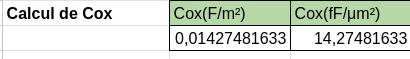 Calcul de Cox Cox(F/m²) Cox(fF/µm²)
0,01427481633 14,27481633